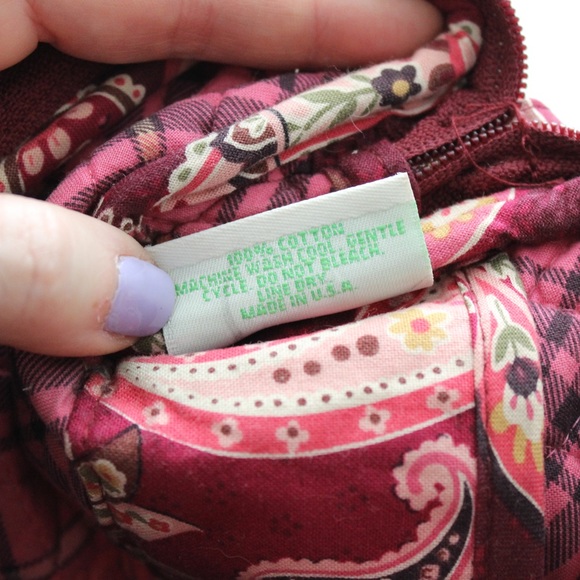 100% COTTON
MACHINE WASH COOL, GENTLE
CYCLE. DO NOT BLEACH.
LINE DRY.
MADE IN U.S.A.